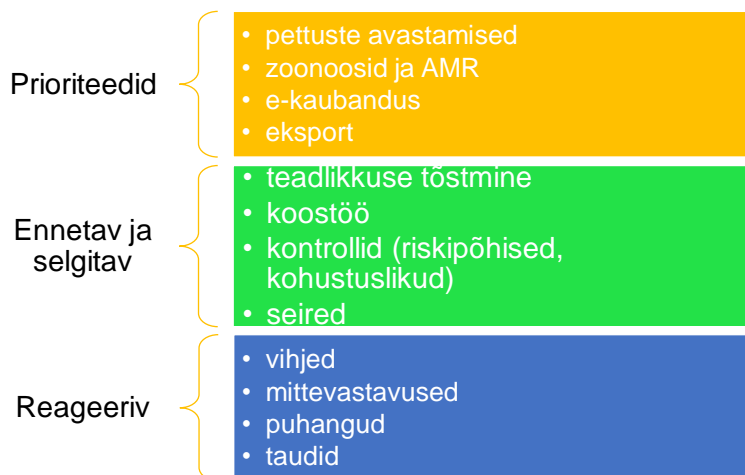 Prioriteedid
• pettuste avastamised
• zoonoosid ja AMR
• e-kaubandus
• eksport
Ennetav ja
selgitav
• teadlikkuse tõstmine
• koostöö
• kontrollid (riskipõhised,
kohustuslikud)
• seired
Reageeriv
• vihjed
• mittevastavused
• puhangud
• taudid